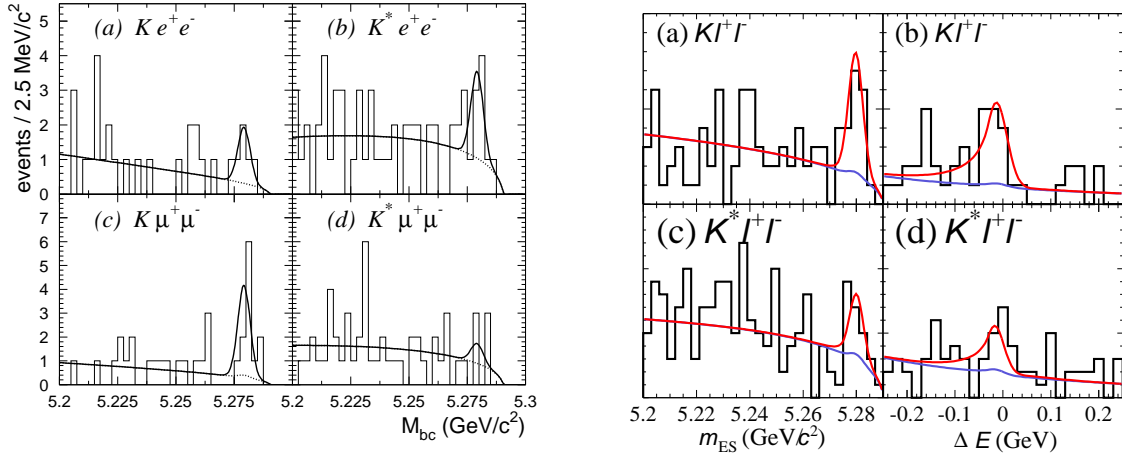 events / 2.5 MeV/c²
(a) K e⁺e⁻
(b) K* e⁺e⁻
5
4
3
2
1
0
(c) K μ⁺μ⁻
(d) K* μ⁺μ⁻
7
6
5
4
3
2
1
0
5.2 5.225 5.25 5.275 5.2 5.225 5.25 5.275 5.3
M_bc (GeV/c²)
(a) Kl⁺l⁻
(b) Kl⁺l⁻
(c) K*l⁺l⁻
(d) K*l⁺l⁻
5.2 5.22 5.24 5.26 5.28 -0.2 -0.1 0 0.1 0.2
m_ES (GeV/c²)
Δ E (GeV)